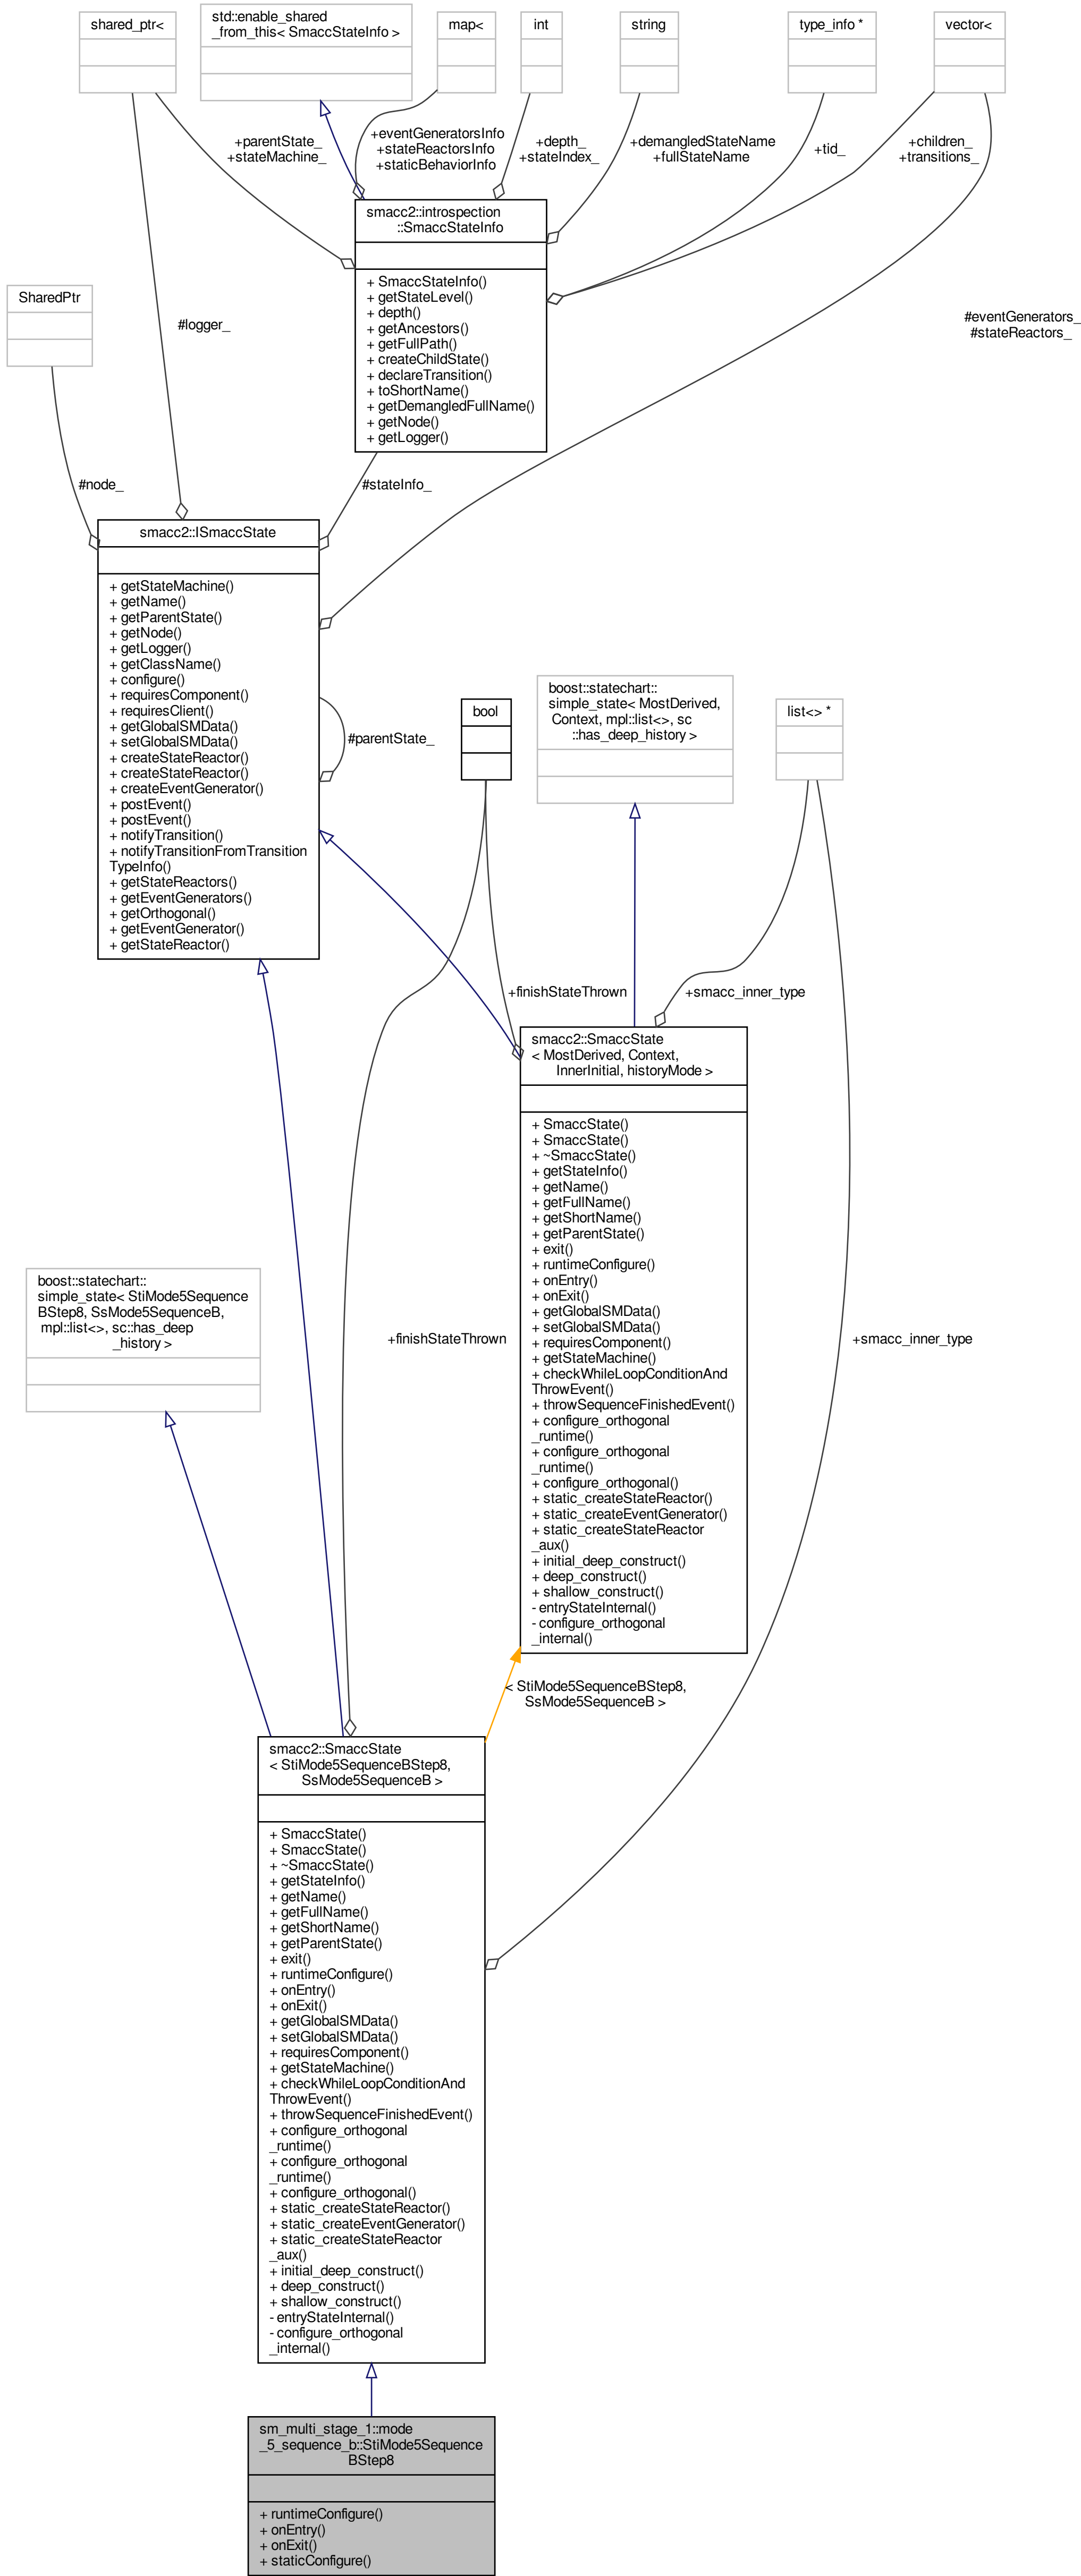 shared_ptr<
std::enable_shared
_from_this< SmaccStateInfo >
map<
int
string
type_info *
vector<
+parentState_
+stateMachine_
+eventGeneratorsInfo
+stateReactorsInfo
+staticBehaviorInfo
+depth_
+stateIndex_
+demangledStateName
+fullStateName
+tid_
+children_
+transitions_
smacc2::introspection
::SmaccStateInfo
+ SmaccStateInfo()
+ getStateLevel()
+ depth()
+ getAncestors()
+ getFullPath()
+ createChildState()
+ declareTransition()
+ toShortName()
+ getDemangledFullName()
+ getNode()
+ getLogger()
SharedPtr
#logger_
#eventGenerators_
#stateReactors_
#node_
#stateInfo_
smacc2::ISmaccState
+ getStateMachine()
+ getName()
+ getParentState()
+ getNode()
+ getLogger()
+ getClassName()
+ configure()
+ requiresComponent()
+ requiresClient()
+ getGlobalSMData()
+ setGlobalSMData()
+ createStateReactor()
+ createStateReactor()
+ createEventGenerator()
+ postEvent()
+ postEvent()
+ notifyTransition()
+ notifyTransitionFromTransition
TypeInfo()
+ getStateReactors()
+ getEventGenerators()
+ getOrthogonal()
+ getEventGenerator()
+ getStateReactor()
#parentState_
bool
boost::statechart::
simple_state< MostDerived,
Context, mpl::list<>, sc
::has_deep_history >
list<> *
+finishStateThrown
+smacc_inner_type
smacc2::SmaccState
< MostDerived, Context,
InnerInitial, historyMode >
+ SmaccState()
+ SmaccState()
+ ~SmaccState()
+ getStateInfo()
+ getName()
+ getFullName()
+ getShortName()
+ getParentState()
+ exit()
+ runtimeConfigure()
+ onEntry()
+ onExit()
+ getGlobalSMData()
+ setGlobalSMData()
+ requiresComponent()
+ getStateMachine()
+ checkWhileLoopConditionAnd
ThrowEvent()
+ throwSequenceFinishedEvent()
+ configure_orthogonal
_runtime()
+ configure_orthogonal
_runtime()
+ configure_orthogonal()
+ static_createStateReactor()
+ static_createEventGenerator()
+ static_createStateReactor
_aux()
+ initial_deep_construct()
+ deep_construct()
+ shallow_construct()
- entryStateInternal()
- configure_orthogonal
_internal()
boost::statechart::
simple_state< StiMode5Sequence
BStep8, SsMode5SequenceB,
mpl::list<>, sc::has_deep
_history >
+finishStateThrown
+smacc_inner_type
< StiMode5SequenceBStep8,
SsMode5SequenceB >
smacc2::SmaccState
< StiMode5SequenceBStep8,
SsMode5SequenceB >
+ SmaccState()
+ SmaccState()
+ ~SmaccState()
+ getStateInfo()
+ getName()
+ getFullName()
+ getShortName()
+ getParentState()
+ exit()
+ runtimeConfigure()
+ onEntry()
+ onExit()
+ getGlobalSMData()
+ setGlobalSMData()
+ requiresComponent()
+ getStateMachine()
+ checkWhileLoopConditionAnd
ThrowEvent()
+ throwSequenceFinishedEvent()
+ configure_orthogonal
_runtime()
+ configure_orthogonal
_runtime()
+ configure_orthogonal()
+ static_createStateReactor()
+ static_createEventGenerator()
+ static_createStateReactor
_aux()
+ initial_deep_construct()
+ deep_construct()
+ shallow_construct()
- entryStateInternal()
- configure_orthogonal
_internal()
sm_multi_stage_1::mode
_5_sequence_b::StiMode5Sequence
BStep8
+ runtimeConfigure()
+ onEntry()
+ onExit()
+ staticConfigure()